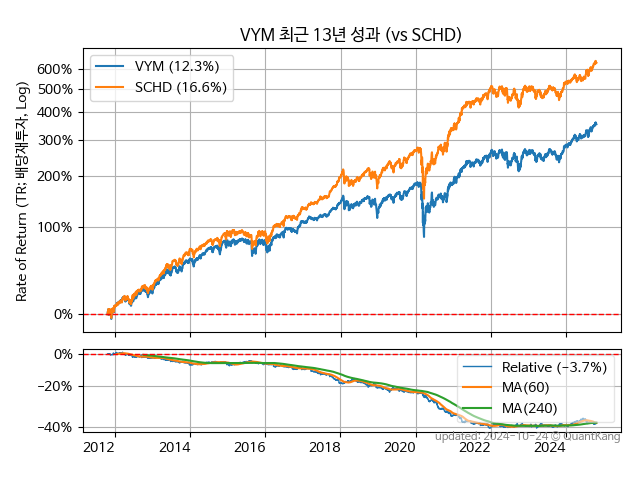 VYM 최근 13년 성과 (vs SCHD)
Rate of Return (TR; 배당재투자, Log)
600%
500%
400%
300%
200%
100%
0%
VYM (12.3%)
SCHD (16.6%)
0%
−20%
−40%
Relative (−3.7%)
MA(60)
MA(240)
2012 2014 2016 2018 2020 2022 2024
updated: 2024-10-24 © QuantKang